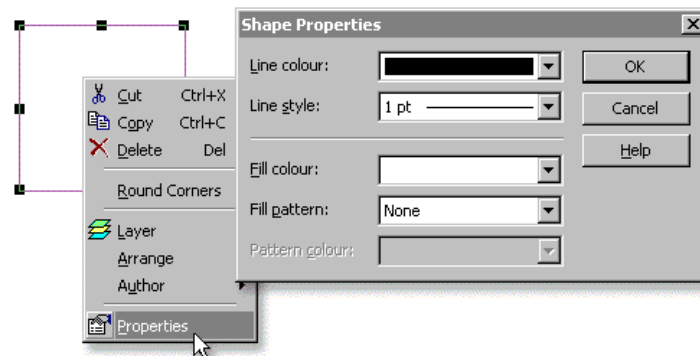 Shape Properties
Line colour:
OK
Line style:
1 pt
Cancel
Help
Fill colour:
Fill pattern:
None
Pattern colour:
Cut Ctrl+X
Copy Ctrl+C
Delete Del
Round Corners
Layer
Arrange
Author
Properties